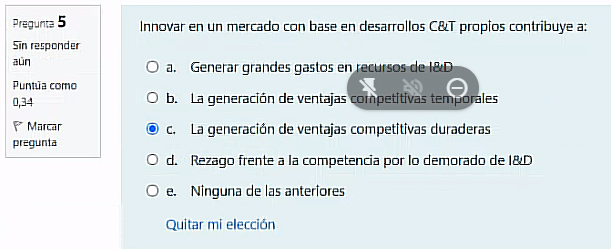 Pregunta 5
Sin responder
aún
Puntúa como
0,34
Marcar
pregunta
Innovar en un mercado con base en desarrollos C&T propios contribuye a:
a. Generar grandes gastos en recursos de I&D
b. La generación de ventajas competitivas temporales
c. La generación de ventajas competitivas duraderas
d. Rezago frente a la competencia por lo demorado de I&D
e. Ninguna de las anteriores
Quitar mi elección